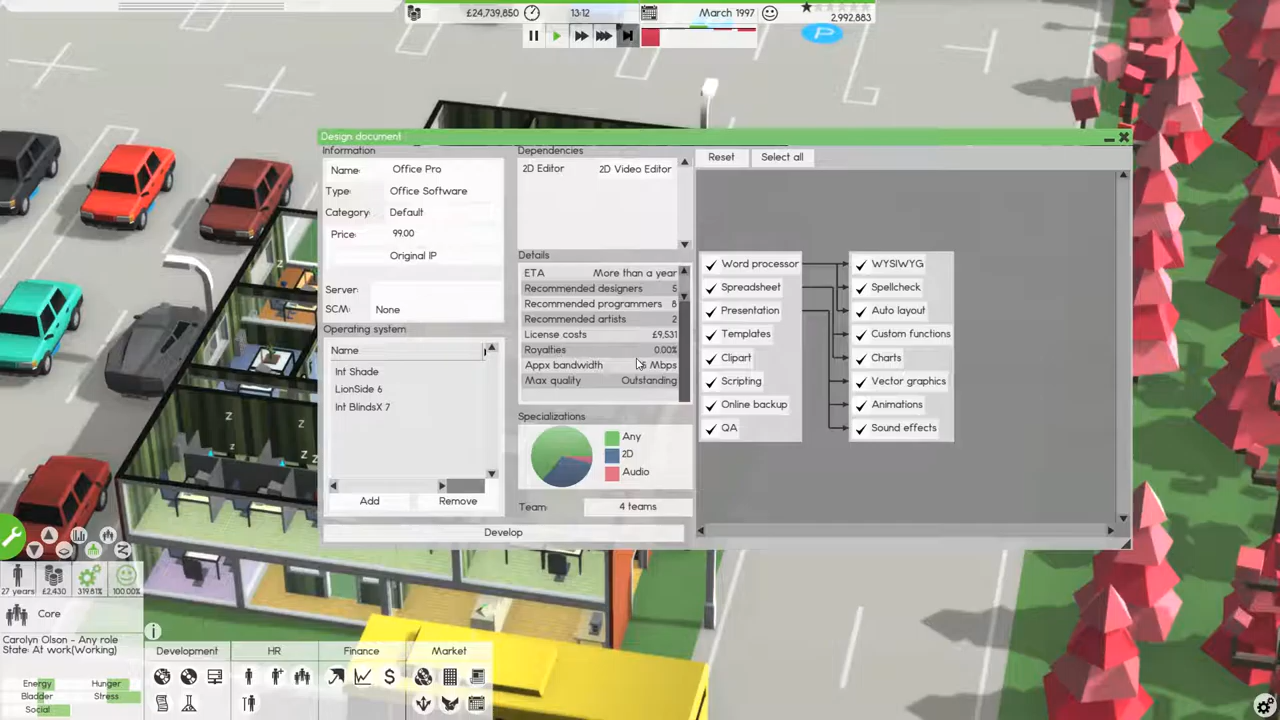 £24,739,850 13:12 March 1997 2,992,883
P
Design document
Information
Name: Office Pro
Type: Office Software
Category: Default
Price: 99.00
Original IP
Server:
SCM: None
Operating system
Name
Int Shade
LionSide 6
Int BlindsX 7
Add Remove
Dependencies
2D Editor 2D Video Editor
Details
ETA More than a year
Recommended designers 5
Recommended programmers 8
Recommended artists 2
License costs £9,531
Royalties 0.00%
Appx bandwidth Mbps
Max quality Outstanding
Specializations
Any
2D
Audio
Team: 4 teams
Develop
Reset Select all
Word processor WYSIWYG
Spreadsheet Spellcheck
Presentation Auto layout
Templates Custom functions
Clipart Charts
Scripting Vector graphics
Online backup Animations
QA Sound effects
z
z
z
z
27 years £2,430 319.81% 100.00%
Core
Carolyn Olson - Any role
State: At work(Working)
Energy Hunger
Bladder Stress
Social
Development HR Finance Market